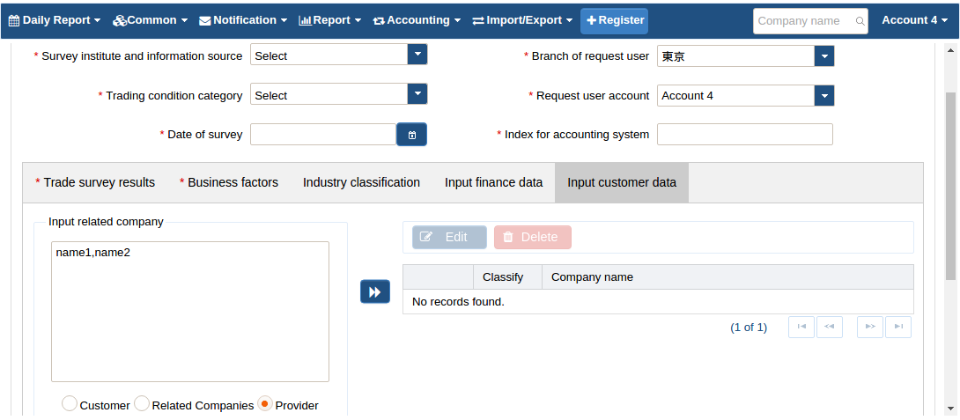 Daily Report Common Notification Report Accounting Import/Export +Register Company name Account 4
* Survey institute and information source Select * Branch of request user 東京
* Trading condition category Select * Request user account Account 4
* Date of survey * Index for accounting system
* Trade survey results * Business factors Industry classification Input finance data Input customer data
Input related company
Edit Delete
name1,name2
Classify Company name
No records found.
(1 of 1)
Customer Related Companies Provider